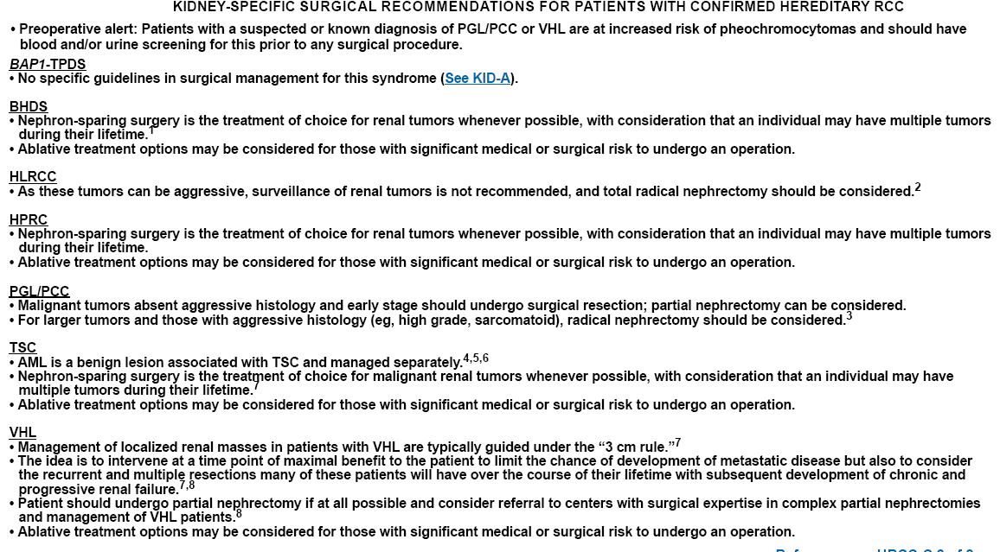 KIDNEY-SPECIFIC SURGICAL RECOMMENDATIONS FOR PATIENTS WITH CONFIRMED HEREDITARY RCC
• Preoperative alert: Patients with a suspected or known diagnosis of PGL/PCC or VHL are at increased risk of pheochromocytomas and should have
blood and/or urine screening for this prior to any surgical procedure.
BAP1-TPDS
• No specific guidelines in surgical management for this syndrome (See KID-A).
BHDS
• Nephron-sparing surgery is the treatment of choice for renal tumors whenever possible, with consideration that an individual may have multiple tumors
during their lifetime.1
• Ablative treatment options may be considered for those with significant medical or surgical risk to undergo an operation.
HLRCC
• As these tumors can be aggressive, surveillance of renal tumors is not recommended, and total radical nephrectomy should be considered.2
HPRC
• Nephron-sparing surgery is the treatment of choice for renal tumors whenever possible, with consideration that an individual may have multiple tumors
during their lifetime.
• Ablative treatment options may be considered for those with significant medical or surgical risk to undergo an operation.
PGL/PCC
• Malignant tumors absent aggressive histology and early stage should undergo surgical resection; partial nephrectomy can be considered.
• For larger tumors and those with aggressive histology (eg, high grade, sarcomatoid), radical nephrectomy should be considered.3
TSC
• AML is a benign lesion associated with TSC and managed separately.4,5,6
• Nephron-sparing surgery is the treatment of choice for malignant renal tumors whenever possible, with consideration that an individual may have
multiple tumors during their lifetime.7
• Ablative treatment options may be considered for those with significant medical or surgical risk to undergo an operation.
VHL
• Management of localized renal masses in patients with VHL are typically guided under the “3 cm rule.”7
• The idea is to intervene at a time point of maximal benefit to the patient to limit the chance of development of metastatic disease but also to consider
the recurrent and multiple resections many of these patients will have over the course of their lifetime with subsequent development of chronic and
progressive renal failure.7,8
• Patient should undergo partial nephrectomy if at all possible and consider referral to centers with surgical expertise in complex partial nephrectomies
and management of VHL patients.8
• Ablative treatment options may be considered for those with significant medical or surgical risk to undergo an operation.